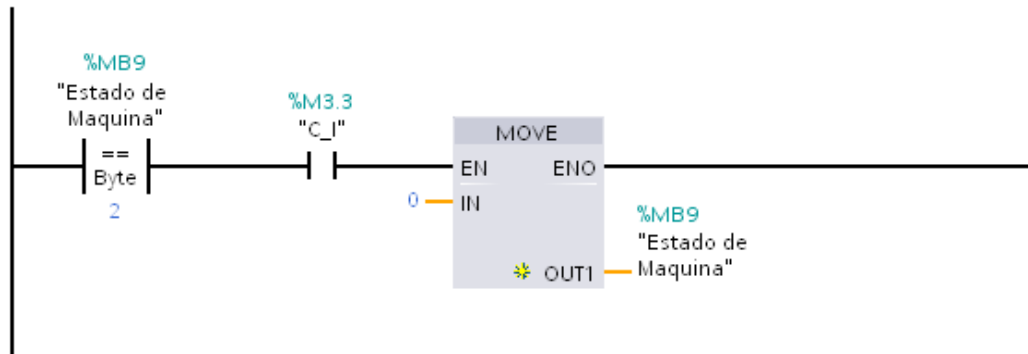 %MB9
"Estado de
Maquina"
==
Byte
2
%M3.3
"C_I"
MOVE
EN ENO
0 IN
OUT1
%MB9
"Estado de
Maquina"